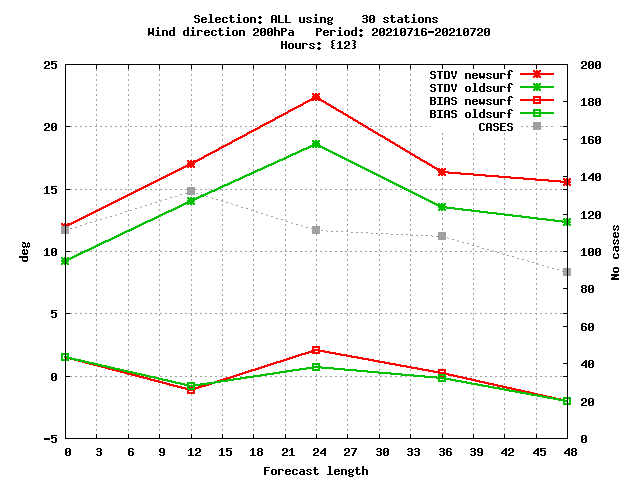 Selection: ALL using    30 stations
Wind direction 200hPa   Period: 20210716-20210720
Hours: {12}
STDV newsurf
STDV oldsurf
BIAS newsurf
BIAS oldsurf
CASES
25
20
15
10
5
0
-5
deg
200
180
160
140
120
100
80
60
40
20
0
No cases
0 3 6 9 12 15 18 21 24 27 30 33 36 39 42 45 48
Forecast length